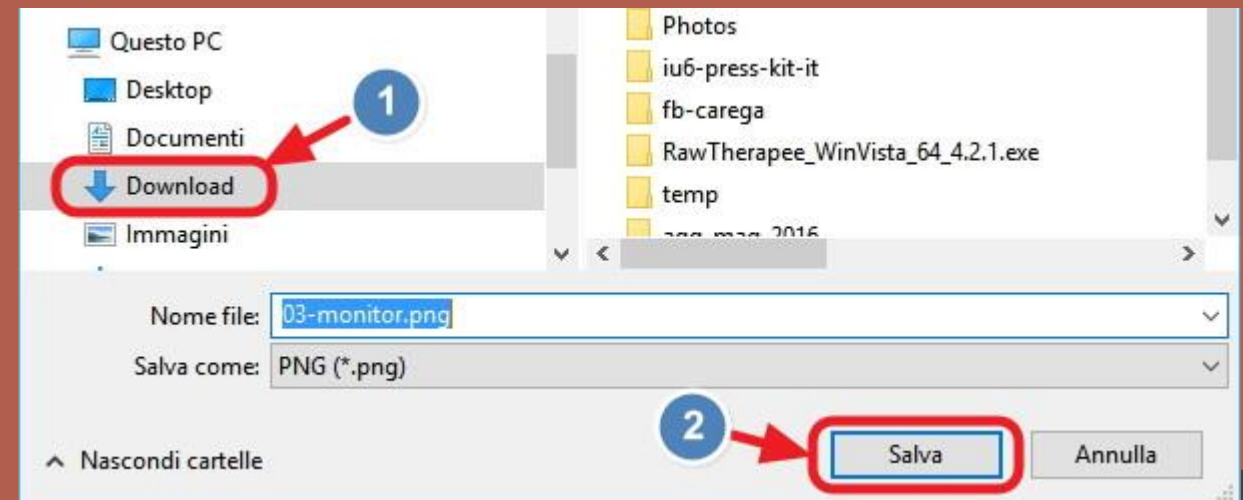 Questo PC
Desktop
Documenti
Download
Immagini
1
Photos
iu6-press-kit-it
fb-carega
RawTherapee_WinVista_64_4.2.1.exe
temp
agg_mag_2016
Nome file: 03-monitor.png
Salva come: PNG (*.png)
2
Nascondi cartelle
Salva
Annulla